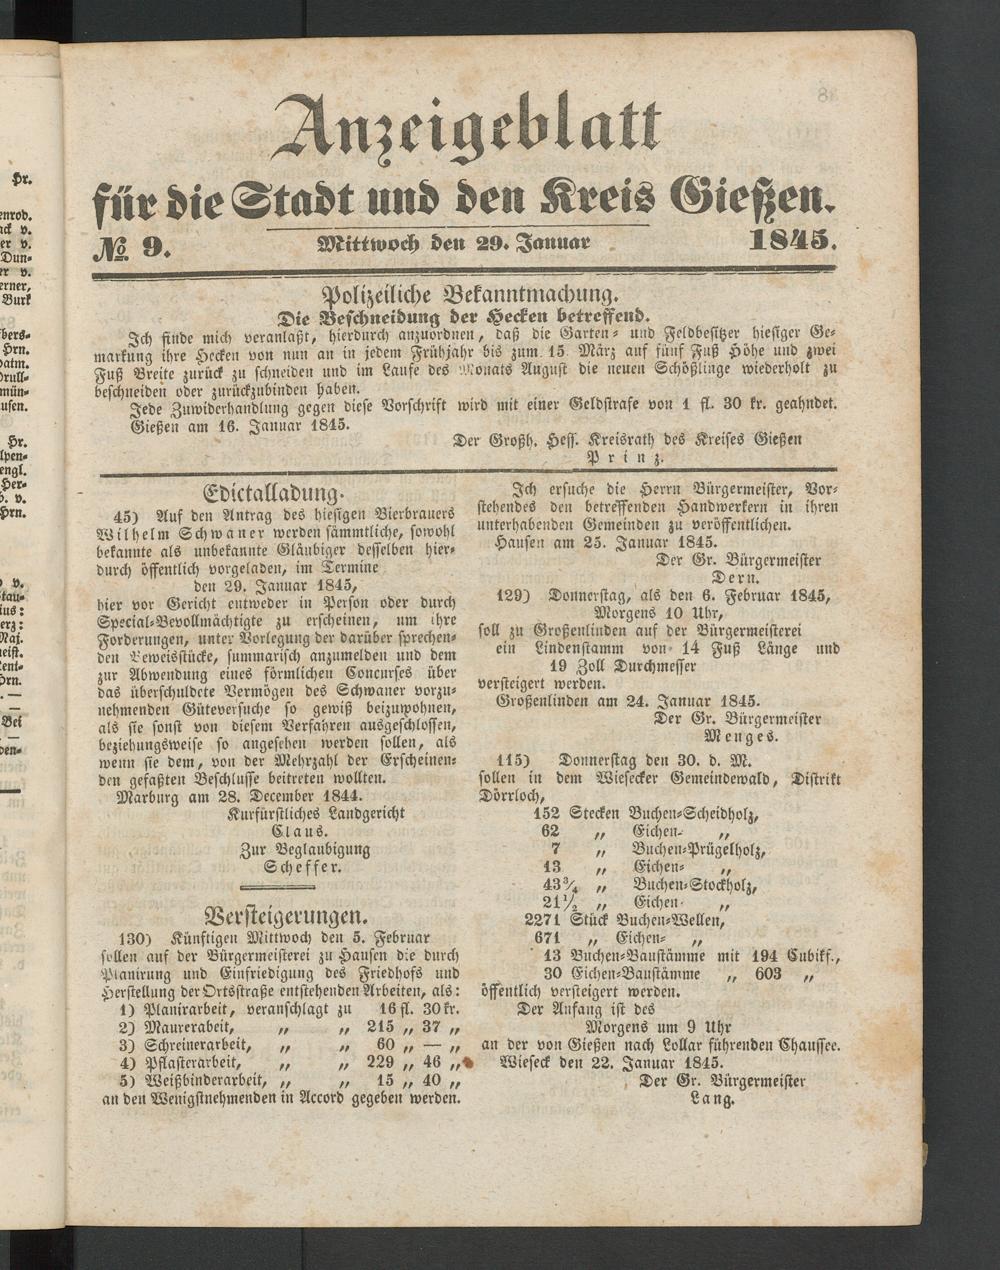 Anzeigeblatt
für die Stadt und den Kreis Gießen.
№ 9. Mittwoch den 29. Januar 1845.
Polizeiliche Bekanntmachung.
Die Beschneidung der Hecken betreffend.
Ich finde mich veranlaßt, hierdurch anzuordnen, daß die Garten- und Feldbesitzer hiesiger Ge-
markung ihre Hecken von nun an in jedem Frühjahr bis zum 15. März auf fünf Fuß Höhe und zwei
Fuß Breite zurück zu schneiden und im Laufe des Monats August die neuen Schößlinge wiederholt zu
beschneiden oder zurückzubinden haben.
Jede Zuwiderhandlung gegen diese Vorschrift wird mit einer Geldstrafe von 1 fl. 30 kr. geahndet.
Gießen am 16. Januar 1845.
Der Großh. Hess. Kreisrath des Kreises Gießen
Prinz.
Edictalladung.
45) Auf den Antrag des hiesigen Bierbrauers
Wilhelm Schwaner werden sämmtliche, sowohl
bekannte als unbekannte Gläubiger desselben hier-
durch öffentlich vorgeladen, im Termine
den 29. Januar 1845,
hier vor Gericht entweder in Person oder durch
Special-Bevollmächtigte zu erscheinen, um ihre
Forderungen, unter Vorlegung der darüber sprechen-
den Beweisstücke, summarisch anzumelden und dem
zur Abwendung eines förmlichen Concurses über
das überschuldete Vermögen des Schwaner vorzu-
nehmenden Güteversuche so gewiß beizuwohnen,
als sie sonst von diesem Verfahren ausgeschlossen,
beziehungsweise so angesehen werden sollen, als
wenn sie dem, von der Mehrzahl der Erscheinen-
den gefaßten Beschlusse beitreten wollten.
Marburg am 28. December 1844.
Kurfürstliches Landgericht
Claus.
Zur Beglaubigung
Scheffer.
Versteigerungen.
130) Künftigen Mittwoch den 5. Februar
sollen auf der Bürgermeisterei zu Hausen die durch
Planirung und Einfriedigung des Friedhofs und
Herstellung der Ortsstraße entstehenden Arbeiten, als:
1) Planirarbeit, veranschlagt zu 16 fl. 30 kr.
2) Maurerabeit, „ „ 215 „ 37 „
3) Schreinerarbeit, „ „ 60 „ — „
4) Pflasterarbeit, „ „ 229 „ 46 „
5) Weißbinderarbeit, „ „ 15 „ 40 „
an den Wenigstnehmenden in Accord gegeben werden.
Ich ersuche die Herrn Bürgermeister, Vor-
stehendes den betreffenden Handwerkern in ihren
unterhabenden Gemeinden zu veröffentlichen.
Hausen am 25. Januar 1845.
Der Gr. Bürgermeister
Dern.
129) Donnerstag, als den 6. Februar 1845,
Morgens 10 Uhr,
soll zu Großenlinden auf der Bürgermeisterei
ein Lindenstamm von 14 Fuß Länge und
19 Zoll Durchmesser
versteigert werden.
Großenlinden am 24. Januar 1845.
Der Gr. Bürgermeister
Menges.
115) Donnerstag den 30. d. M.
sollen in dem Wiesecker Gemeindewald, Distrikt
Dörrloch,
152 Stecken Buchen-Scheidholz,
62 „ Eichen- „
7 „ Buchen-Prügelholz,
13 „ Eichen- „
43¾ „ Buchen-Stockholz,
21½ „ Eichen- „
2271 Stück Buchen-Wellen,
671 „ Eichen- „
13 Buchen-Baustämme mit 194 Cubikf.,
30 Eichen-Baustämme „ 603 „
öffentlich versteigert werden.
Der Anfang ist des
Morgens um 9 Uhr
an der von Gießen nach Lollar führenden Chaussee.
Wieseck den 22. Januar 1845.
Der Gr. Bürgermeister
Lang.